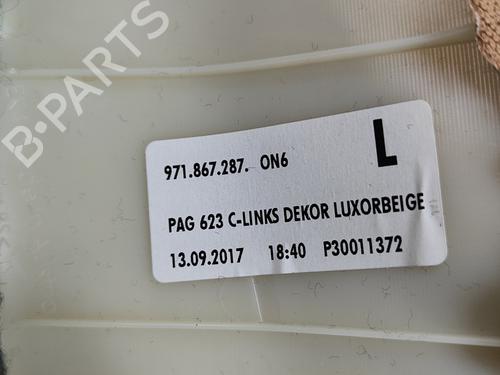 B-PARTS
971.867.287. ON6 L
PAG 623 C-LINKS DEKOR LUXORBEIGE
13.09.2017 18:40 P30011372